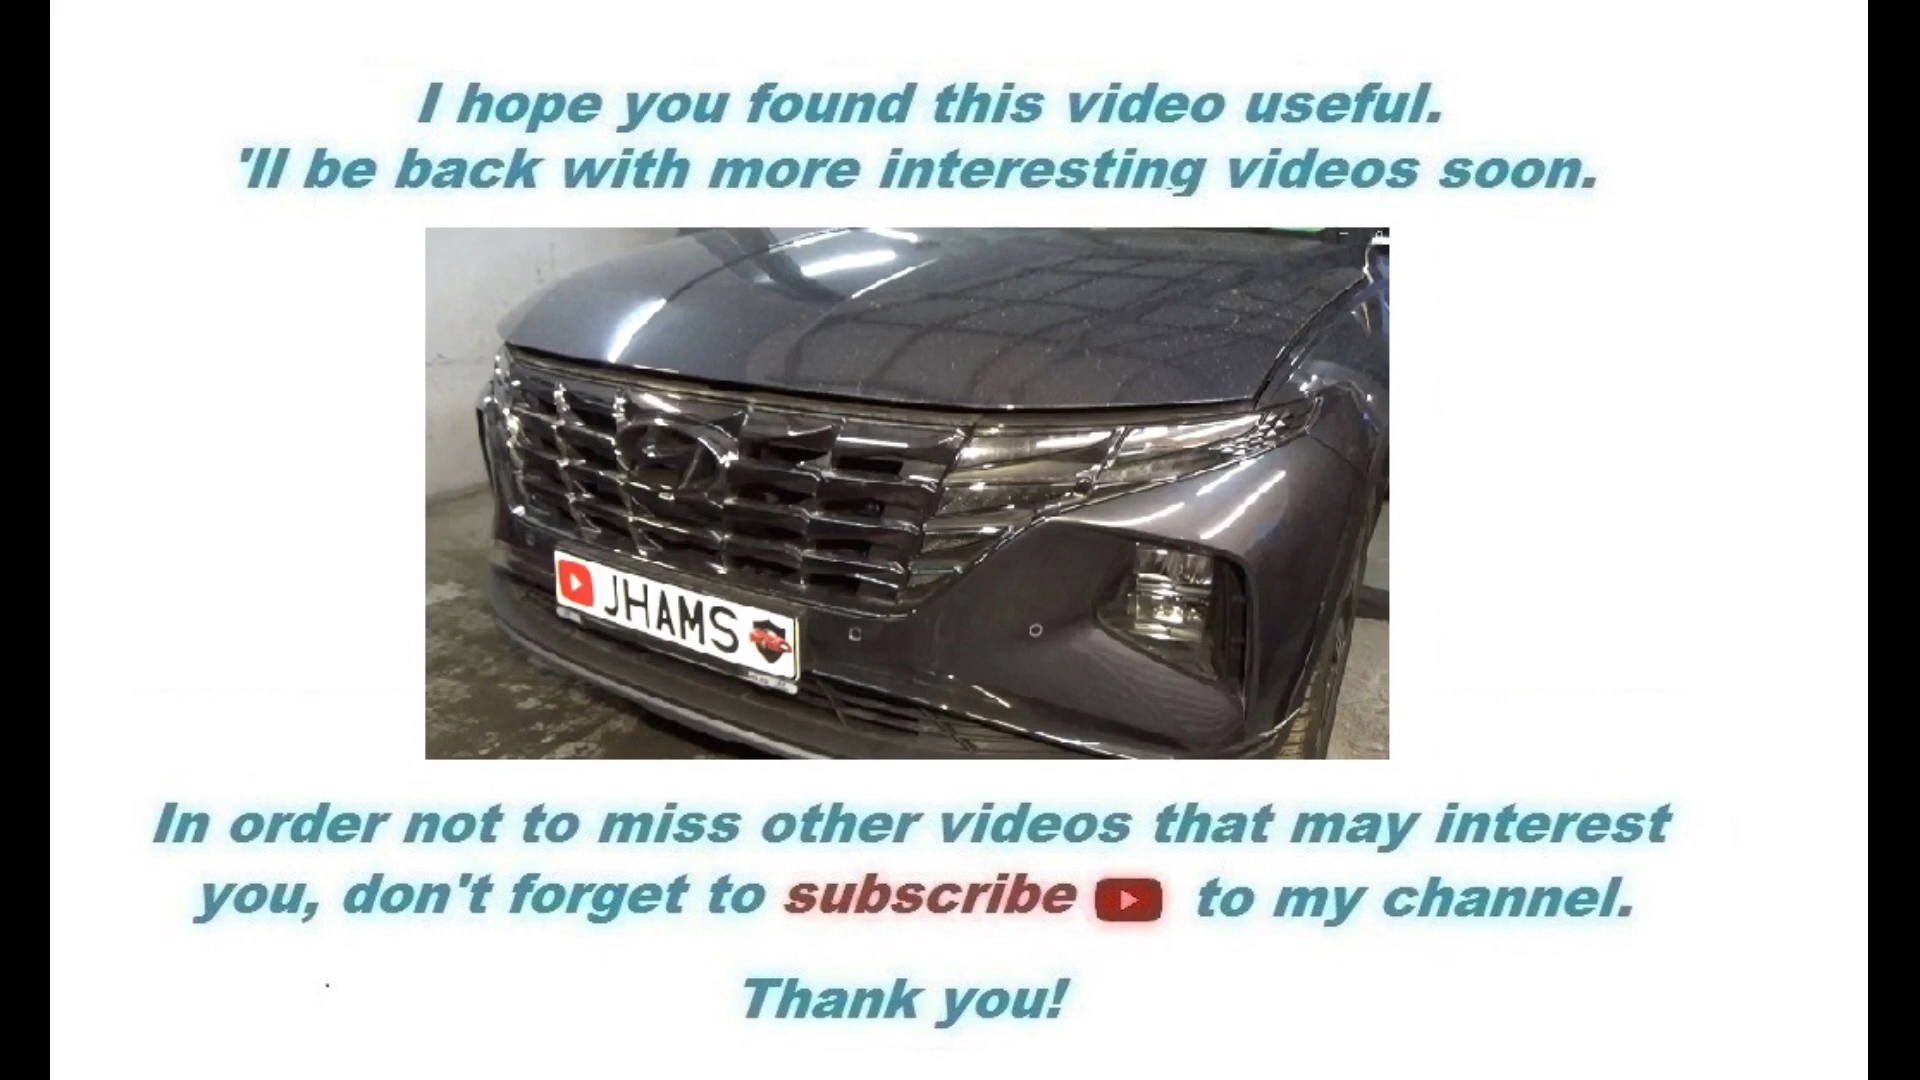 I hope you found this video useful.
'll be back with more interesting videos soon.
JHAMS
In order not to miss other videos that may interest
you, don't forget to subscribe to my channel.
Thank you!